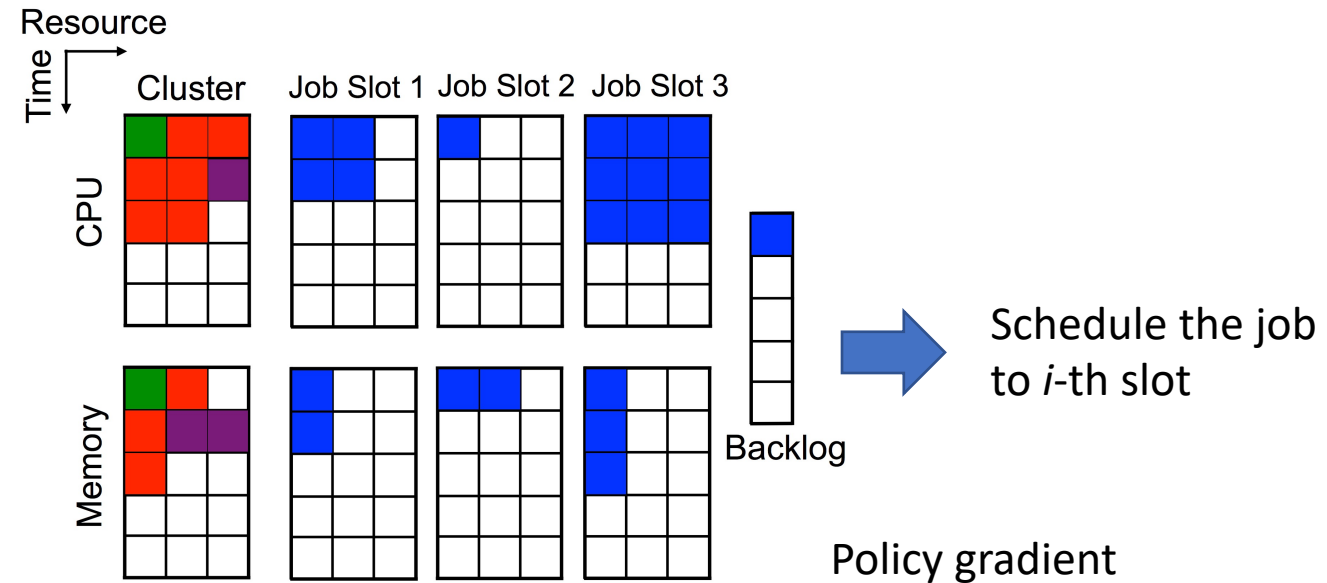 Resource
Time
Cluster
Job Slot 1
Job Slot 2
Job Slot 3
CPU
Memory
Backlog
Schedule the job
to i-th slot
Policy gradient